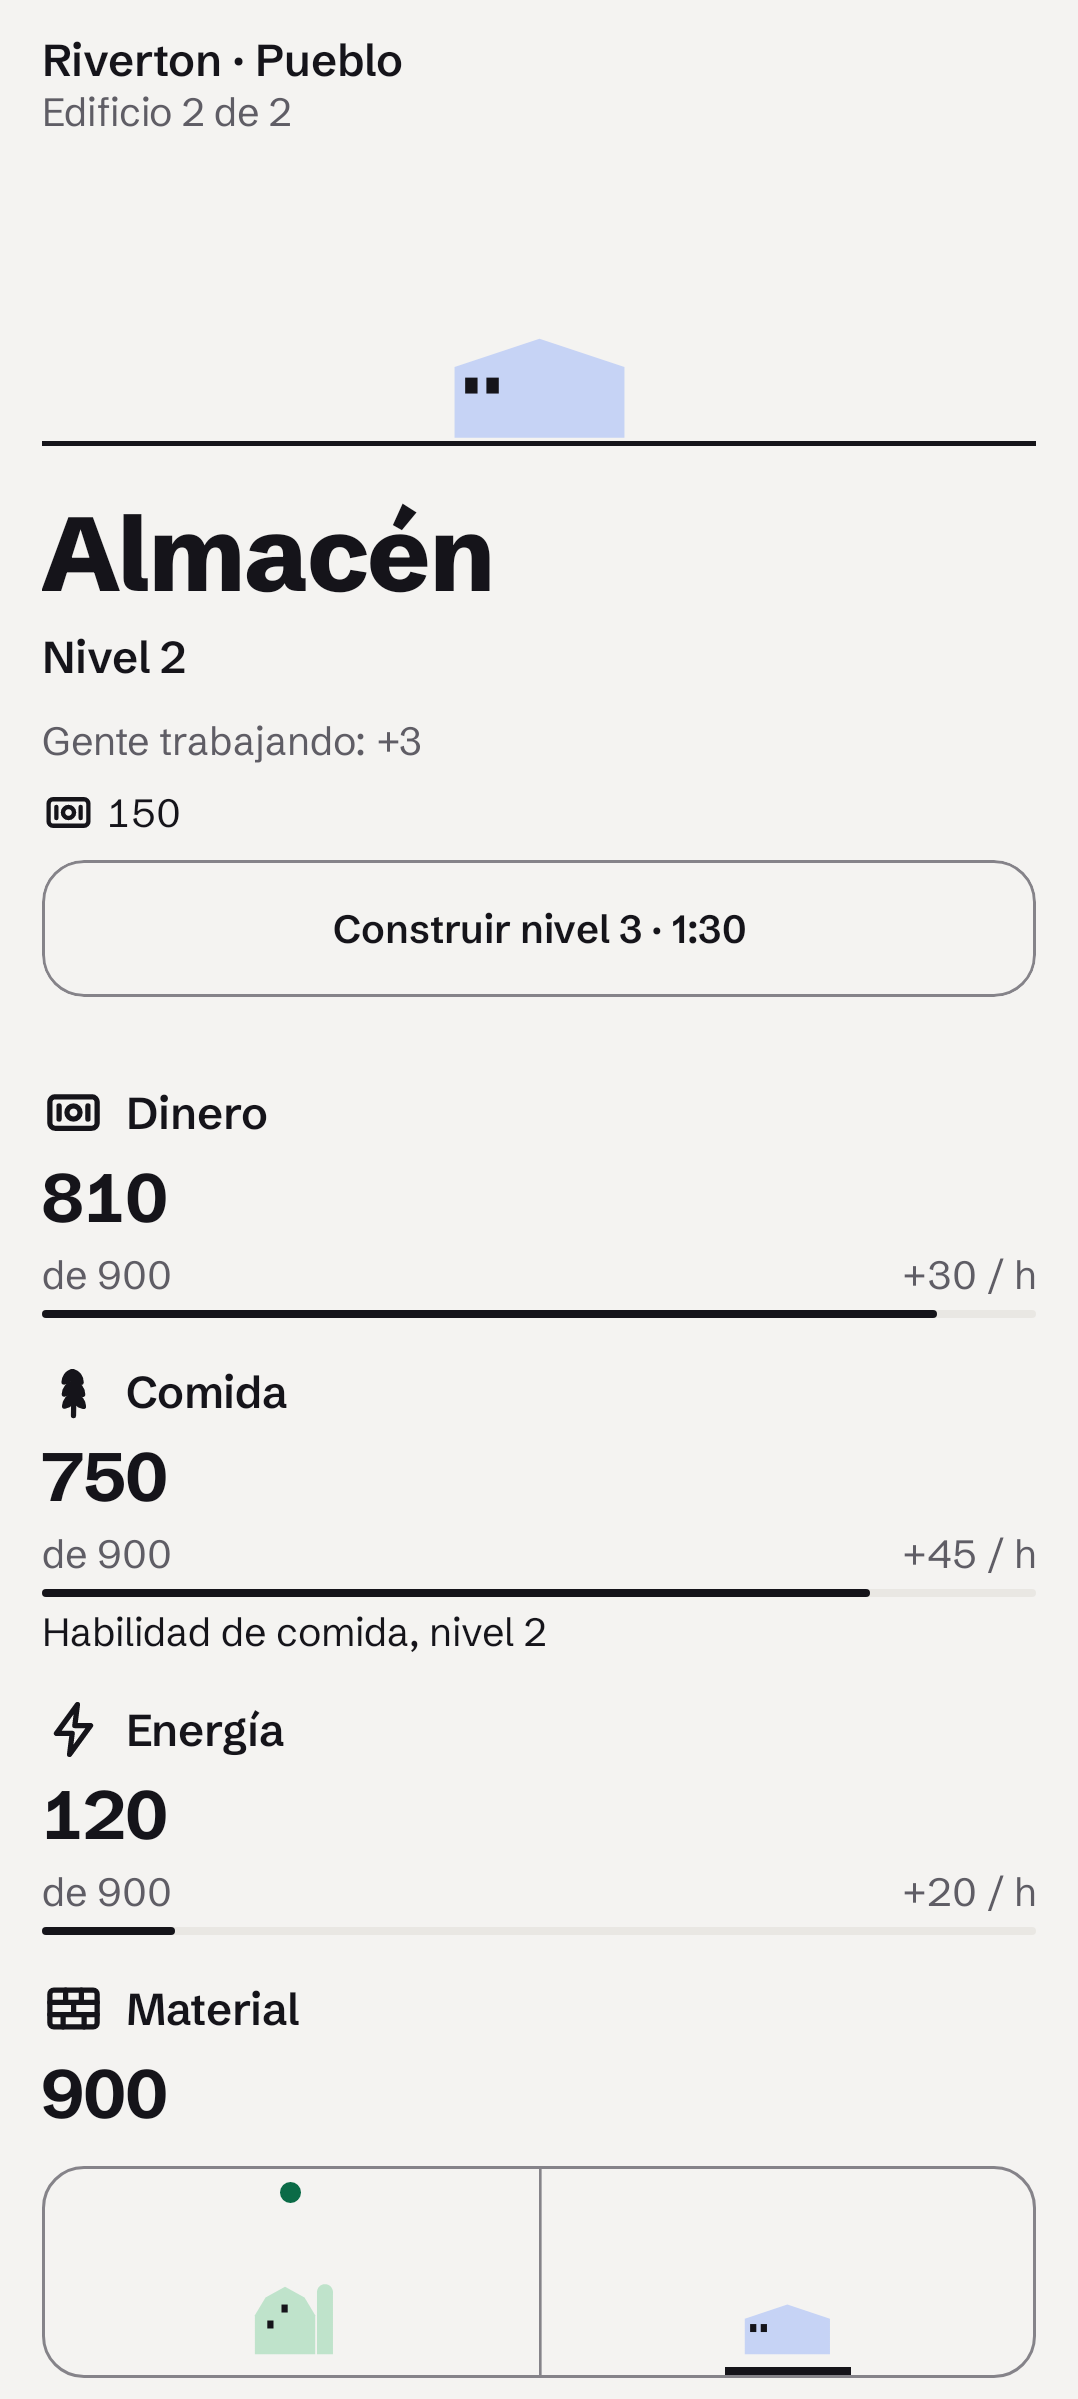 Riverton · Pueblo
Edificio 2 de 2
Almacén
Nivel 2
Gente trabajando: +3
150
Construir nivel 3 · 1:30
Dinero
810
de 900 +30 / h
Comida
750
de 900 +45 / h
Habilidad de comida, nivel 2
Energía
120
de 900 +20 / h
Material
900